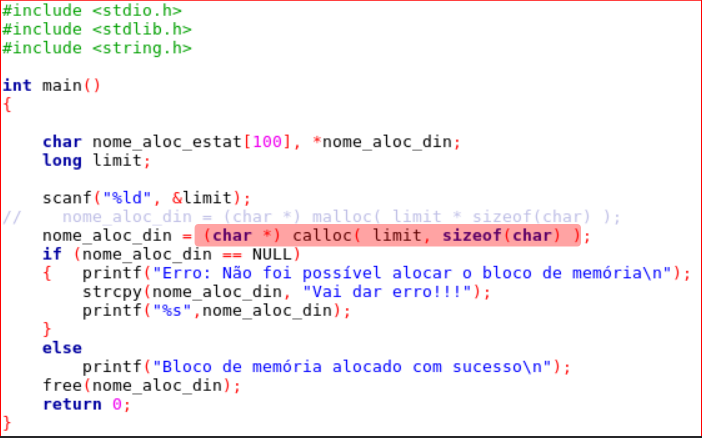 #include <stdio.h>
#include <stdlib.h>
#include <string.h>

int main()
{

    char nome_aloc_estat[100], *nome_aloc_din;
    long limit;

    scanf("%ld", &limit);
//    nome_aloc_din = (char *) malloc( limit * sizeof(char) );
    nome_aloc_din = (char *) calloc( limit, sizeof(char) );
    if (nome_aloc_din == NULL)
    {   printf("Erro: Não foi possível alocar o bloco de memória\n");
        strcpy(nome_aloc_din, "Vai dar erro!!!");
        printf("%s",nome_aloc_din);
    }
    else
        printf("Bloco de memória alocado com sucesso\n");
    free(nome_aloc_din);
    return 0;
}